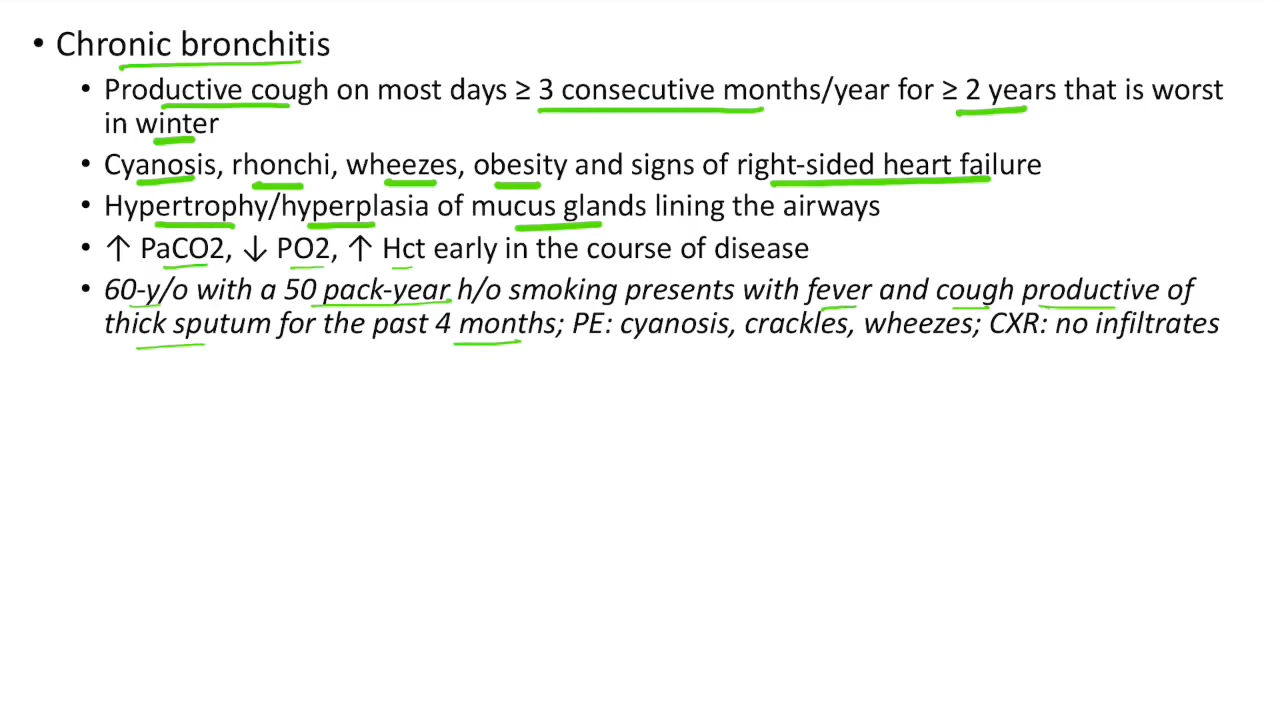 • Chronic bronchitis
• Productive cough on most days ≥ 3 consecutive months/year for ≥ 2 years that is worst
in winter
• Cyanosis, rhonchi, wheezes, obesity and signs of right-sided heart failure
• Hypertrophy/hyperplasia of mucus glands lining the airways
• ↑ PaCO2, ↓ PO2, ↑ Hct early in the course of disease
• 60-y/o with a 50 pack-year h/o smoking presents with fever and cough productive of
thick sputum for the past 4 months; PE: cyanosis, crackles, wheezes; CXR: no infiltrates